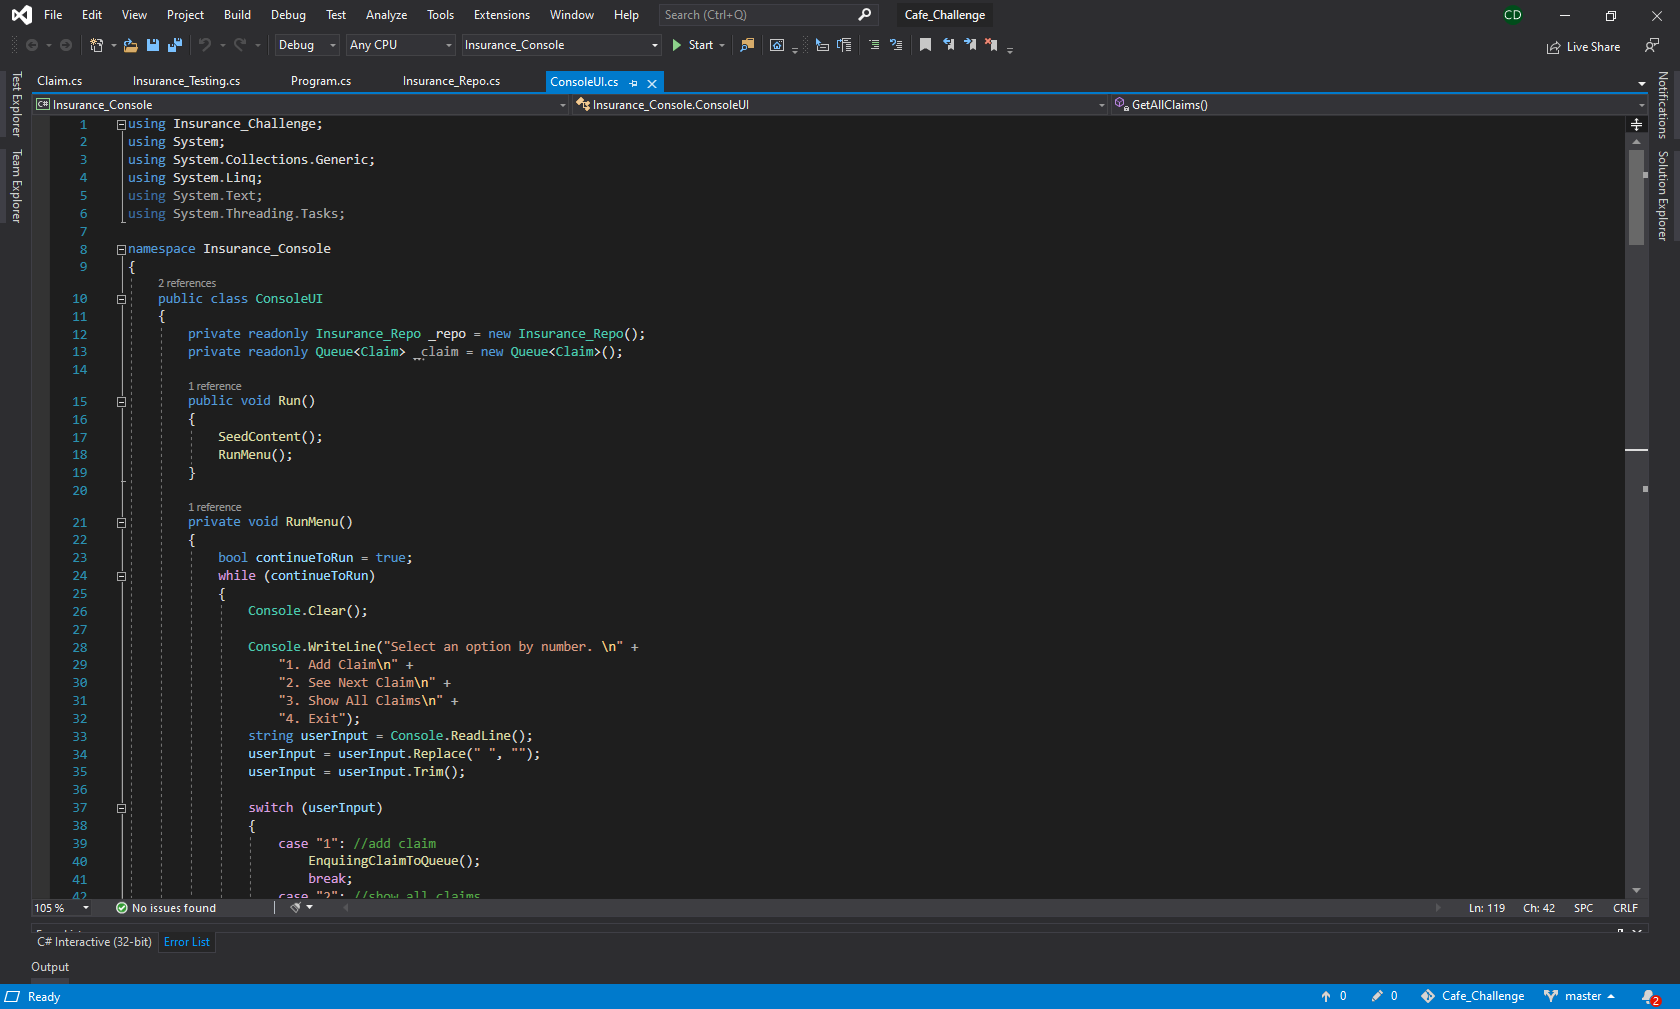 File Edit View Project Build Debug Test Analyze Tools Extensions Window Help Search (Ctrl+Q) Cafe_Challenge CD
Debug Any CPU Insurance_Console Start Live Share
Claim.cs Insurance_Testing.cs Program.cs Insurance_Repo.cs ConsoleUI.cs
C# Insurance_Console Insurance_Console.ConsoleUI GetAllClaims()
Test Explorer
Team Explorer
Notifications
Solution Explorer
1 using Insurance_Challenge;
2 using System;
3 using System.Collections.Generic;
4 using System.Linq;
5 using System.Text;
6 using System.Threading.Tasks;
7
8 namespace Insurance_Console
9 {
2 references
10 public class ConsoleUI
11 {
12 private readonly Insurance_Repo _repo = new Insurance_Repo();
13 private readonly Queue<Claim> _claim = new Queue<Claim>();
14
1 reference
15 public void Run()
16 {
17 SeedContent();
18 RunMenu();
19 }
20
1 reference
21 private void RunMenu()
22 {
23 bool continueToRun = true;
24 while (continueToRun)
25 {
26 Console.Clear();
27
28 Console.WriteLine("Select an option by number. \n" +
29 "1. Add Claim\n" +
30 "2. See Next Claim\n" +
31 "3. Show All Claims\n" +
32 "4. Exit");
33 string userInput = Console.ReadLine();
34 userInput = userInput.Replace(" ", "");
35 userInput = userInput.Trim();
36
37 switch (userInput)
38 {
39 case "1": //add claim
40 EnquiingClaimToQueue();
41 break;
42 case "2": //show all claims
105 % No issues found Ln: 119 Ch: 42 SPC CRLF
C# Interactive (32-bit) Error List
Output
Ready 0 0 Cafe_Challenge master 2